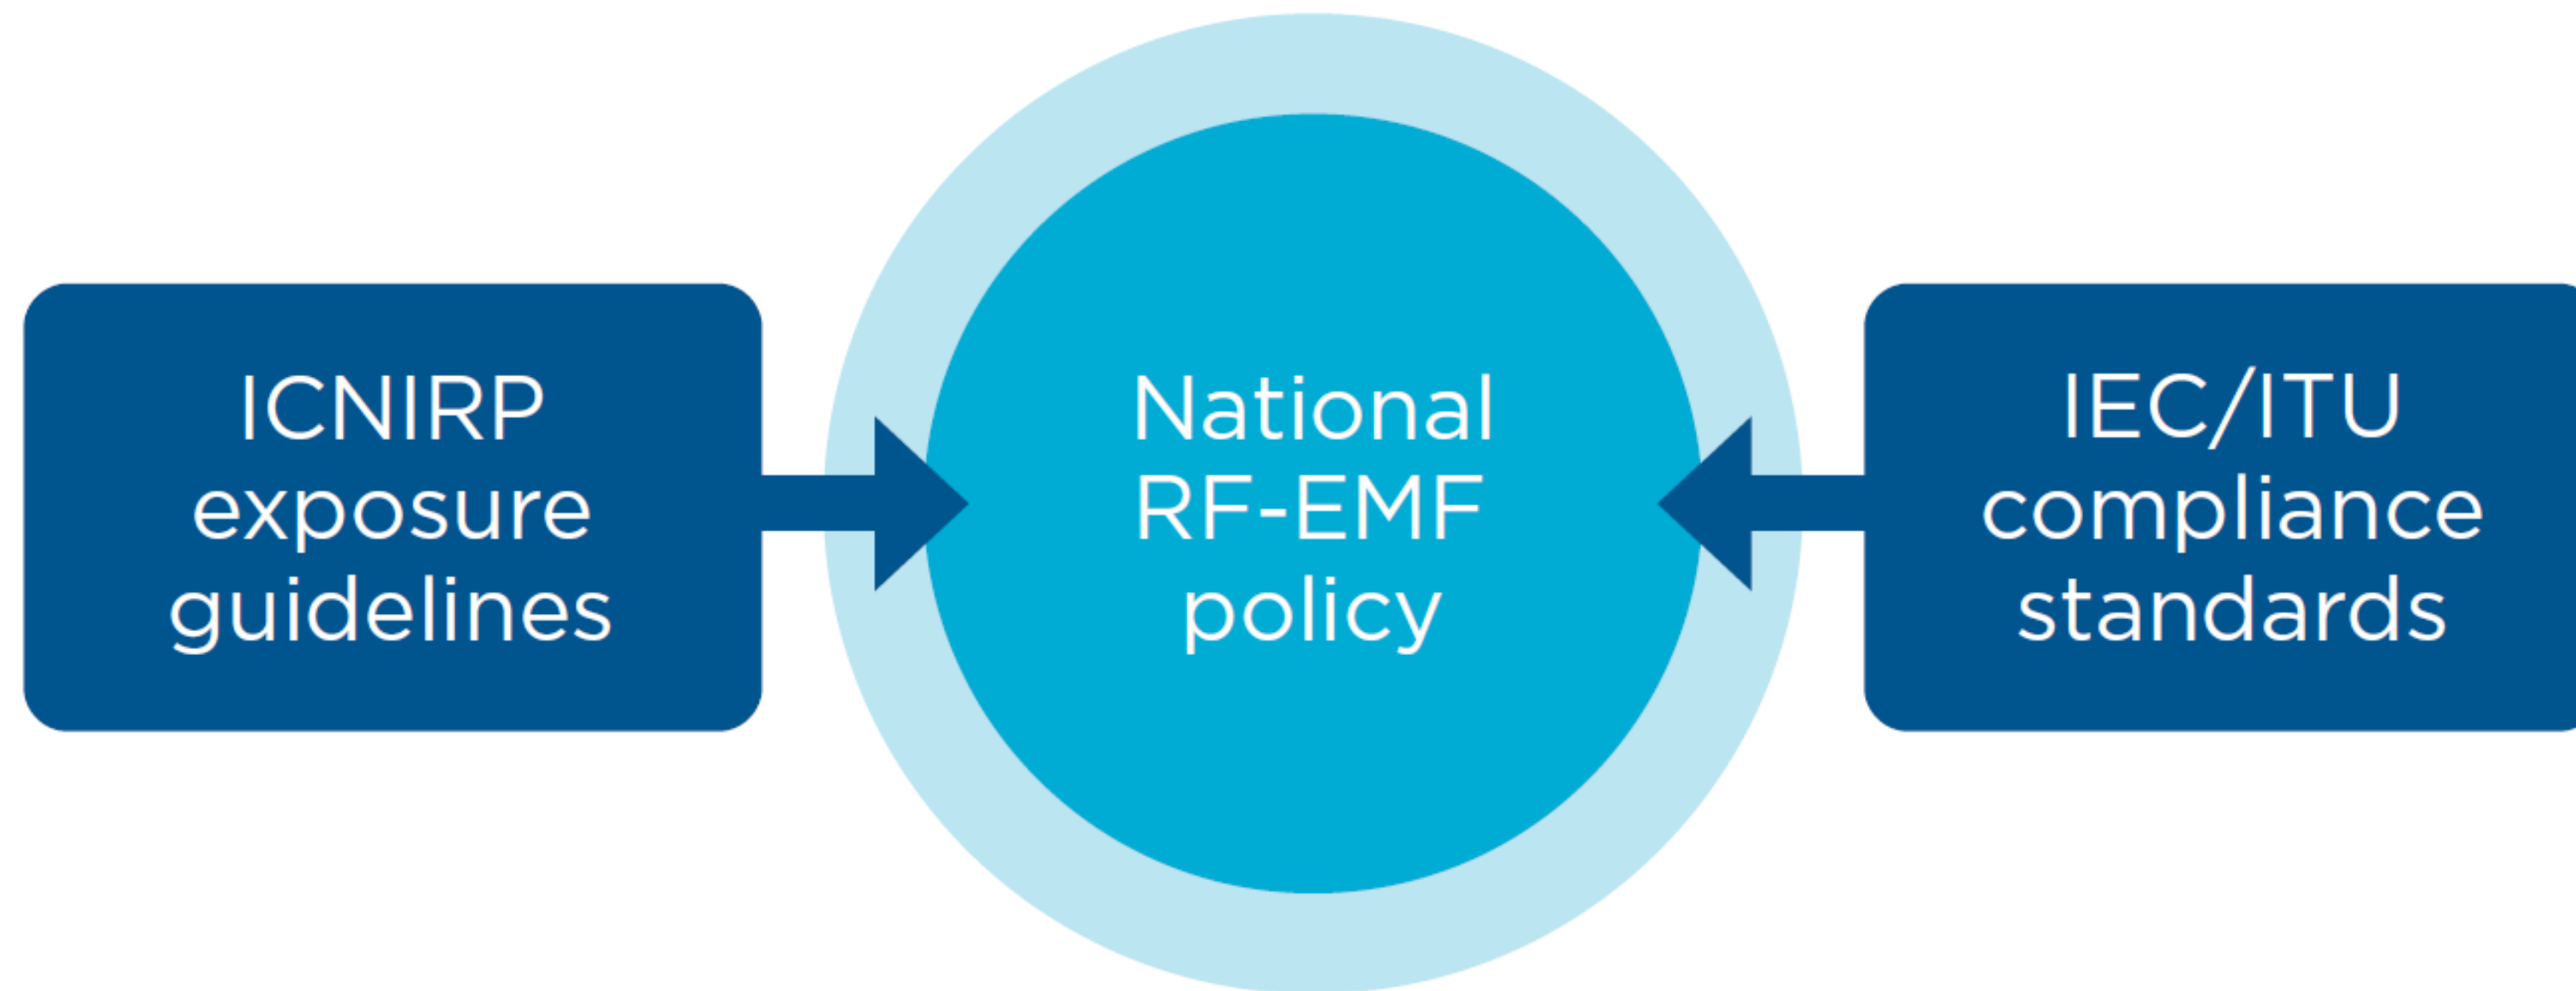 ICNIRP
exposure
guidelines
National
RF-EMF
policy
IEC/ITU
compliance
standards